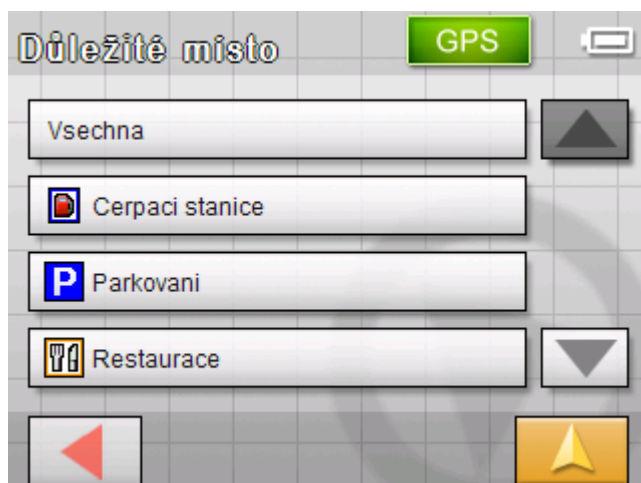 Důležité místo
GPS
Vsechna
Cerpaci stanice
P Parkovani
Restaurace